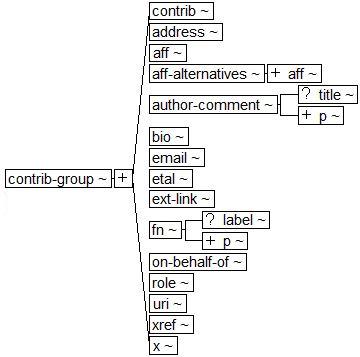 contrib ~
address ~
aff ~
aff-alternatives ~ + aff ~
author-comment ~
? title ~
+ p ~
bio ~
email ~
contrib-group ~ +
etal ~
ext-link ~
fn ~
? label ~
+ p ~
on-behalf-of ~
role ~
uri ~
xref ~
x ~